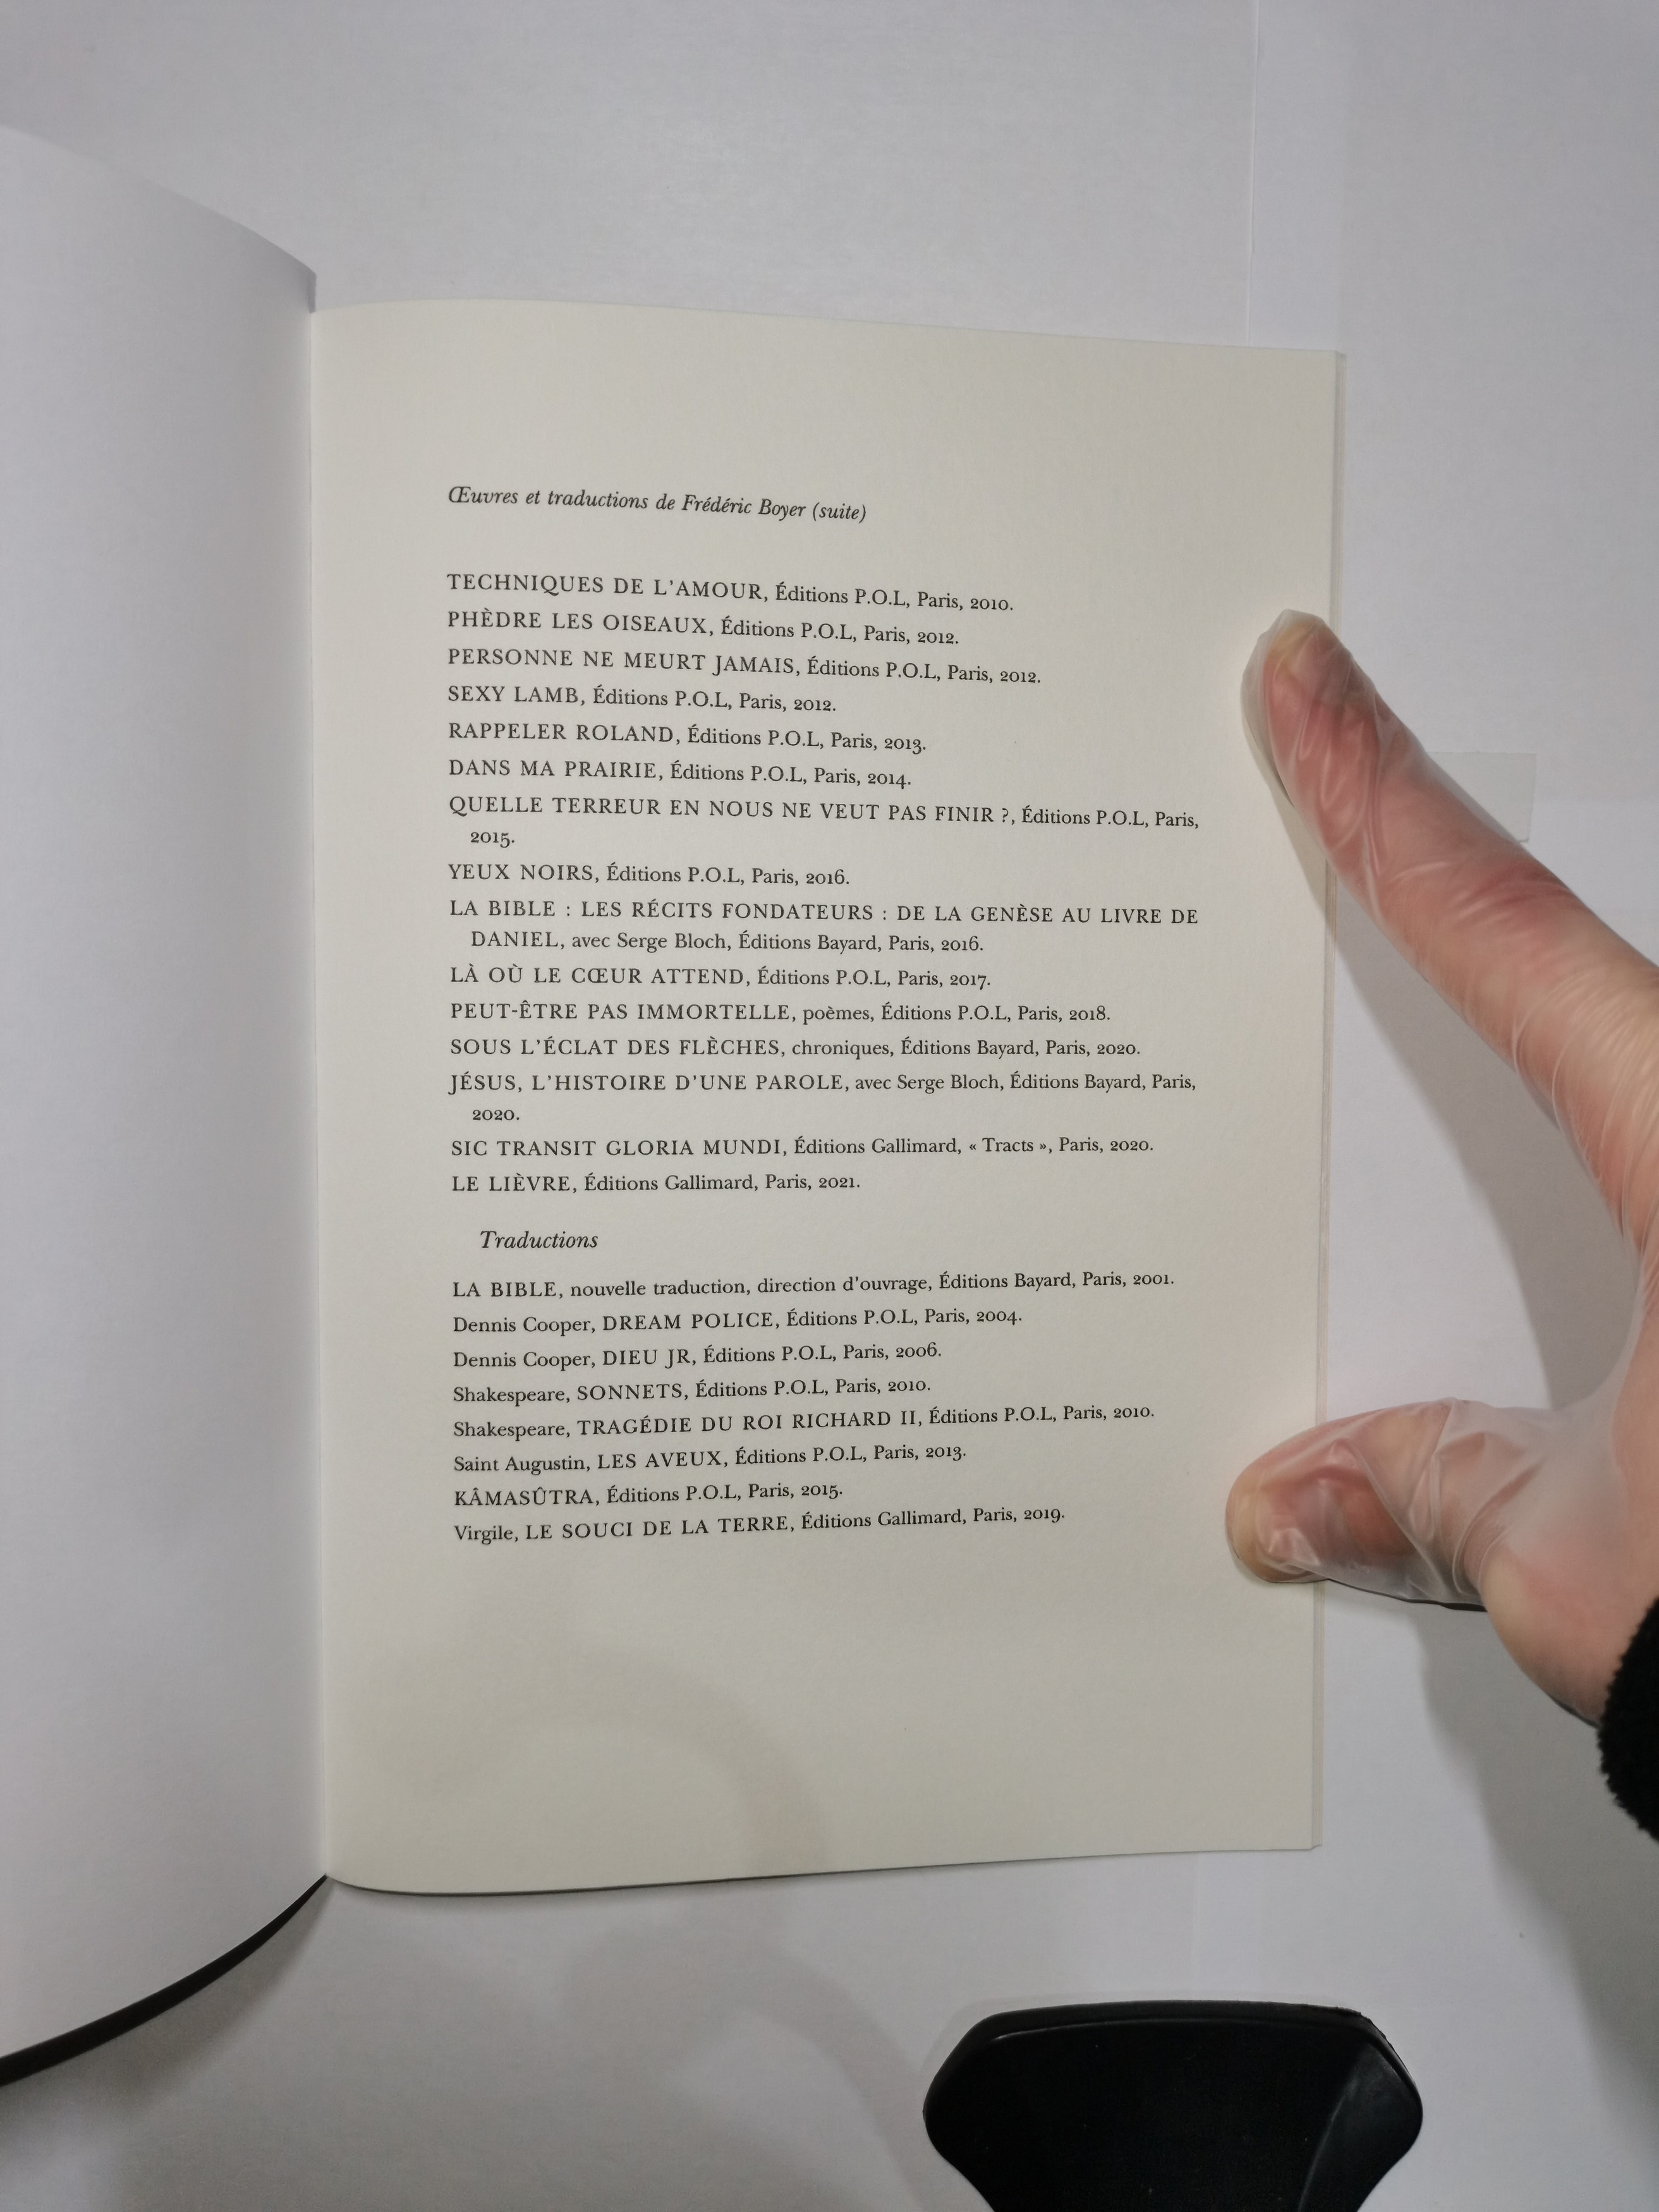 Œuvres et traductions de Frédéric Boyer (suite)
TECHNIQUES DE L’AMOUR, Éditions P.O.L, Paris, 2010.
PHÈDRE LES OISEAUX, Éditions P.O.L, Paris, 2012.
PERSONNE NE MEURT JAMAIS, Éditions P.O.L, Paris, 2012.
SEXY LAMB, Éditions P.O.L, Paris, 2012.
RAPPELER ROLAND, Éditions P.O.L, Paris, 2013.
DANS MA PRAIRIE, Éditions P.O.L, Paris, 2014.
QUELLE TERREUR EN NOUS NE VEUT PAS FINIR ?, Éditions P.O.L, Paris,
2015.
YEUX NOIRS, Éditions P.O.L, Paris, 2016.
LA BIBLE : LES RÉCITS FONDATEURS : DE LA GENÈSE AU LIVRE DE
DANIEL, avec Serge Bloch, Éditions Bayard, Paris, 2016.
LÀ OÙ LE CŒUR ATTEND, Éditions P.O.L, Paris, 2017.
PEUT-ÊTRE PAS IMMORTELLE, poèmes, Éditions P.O.L, Paris, 2018.
SOUS L’ÉCLAT DES FLÈCHES, chroniques, Éditions Bayard, Paris, 2020.
JÉSUS, L’HISTOIRE D’UNE PAROLE, avec Serge Bloch, Éditions Bayard, Paris,
2020.
SIC TRANSIT GLORIA MUNDI, Éditions Gallimard, « Tracts », Paris, 2020.
LE LIÈVRE, Éditions Gallimard, Paris, 2021.
Traductions
LA BIBLE, nouvelle traduction, direction d’ouvrage, Éditions Bayard, Paris, 2001.
Dennis Cooper, DREAM POLICE, Éditions P.O.L, Paris, 2004.
Dennis Cooper, DIEU JR, Éditions P.O.L, Paris, 2006.
Shakespeare, SONNETS, Éditions P.O.L, Paris, 2010.
Shakespeare, TRAGÉDIE DU ROI RICHARD II, Éditions P.O.L, Paris, 2010.
Saint Augustin, LES AVEUX, Éditions P.O.L, Paris, 2013.
KÂMASÛTRA, Éditions P.O.L, Paris, 2015.
Virgile, LE SOUCI DE LA TERRE, Éditions Gallimard, Paris, 2019.